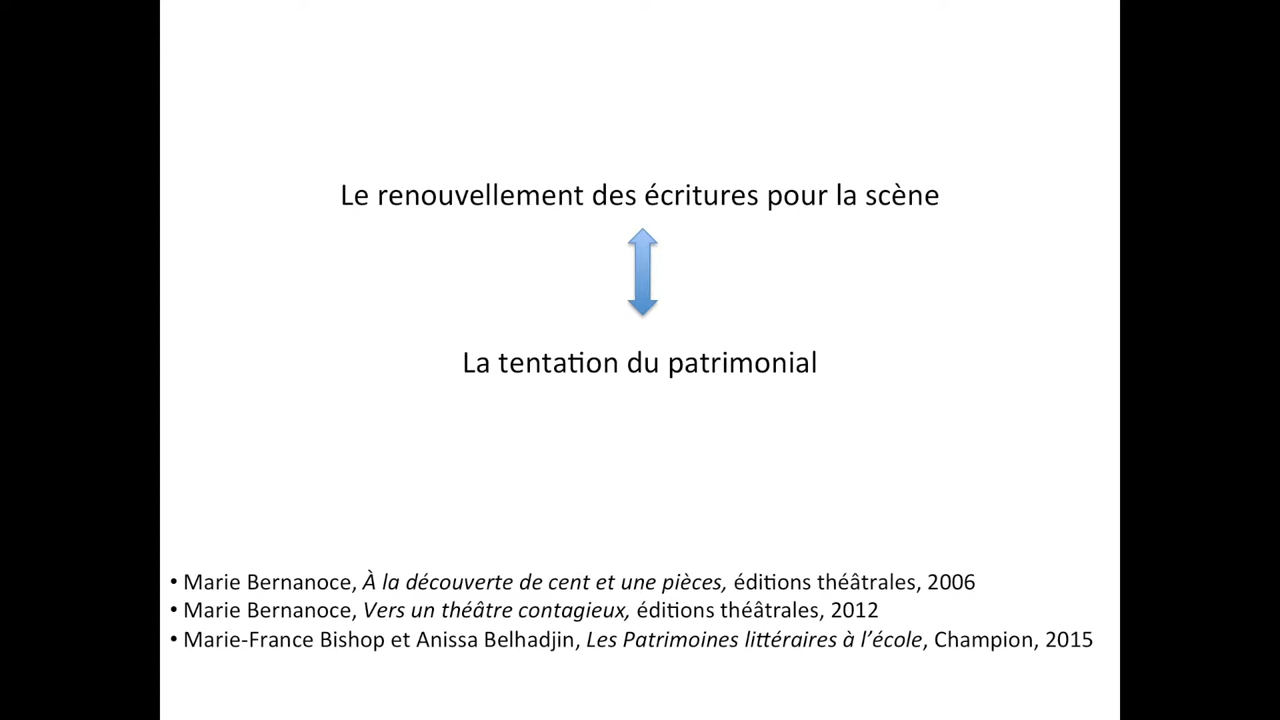 Le renouvellement des écritures pour la scène
La tentation du patrimonial
• Marie Bernanoce, À la découverte de cent et une pièces, éditions théâtrales, 2006
• Marie Bernanoce, Vers un théâtre contagieux, éditions théâtrales, 2012
• Marie-France Bishop et Anissa Belhadjin, Les Patrimoines littéraires à l’école, Champion, 2015